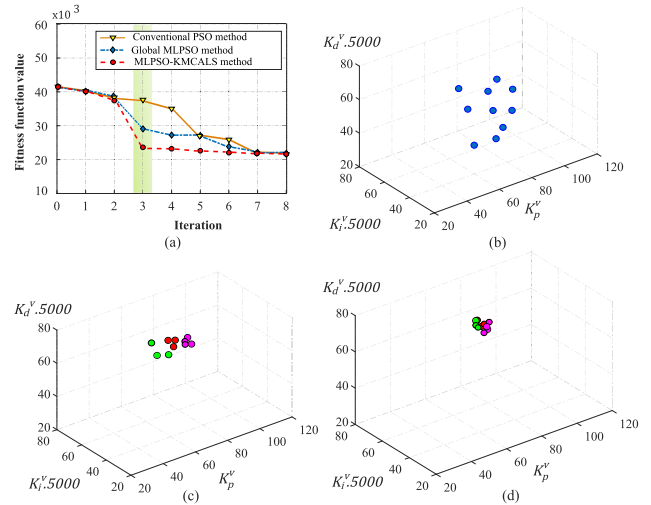 60 x 10³
50
40
30
20
10
Fitness function value
Conventional PSO method
Global MLPSO method
MLPSO-KMCALS method
0 1 2 3 4 5 6 7 8
Iteration
(a)
K_d^v.5000
80
60
40
20
80
60
40
20
K_i^v.5000
20
40
60
80
100
120
K_p^v
(b)
K_d^v.5000
80
60
40
20
80
60
40
20
K_i^v.5000
20
40
60
80
100
120
K_p^v
(c)
K_d^v.5000
80
60
40
20
80
60
40
20
K_i^v.5000
20
40
60
80
100
120
K_p^v
(d)